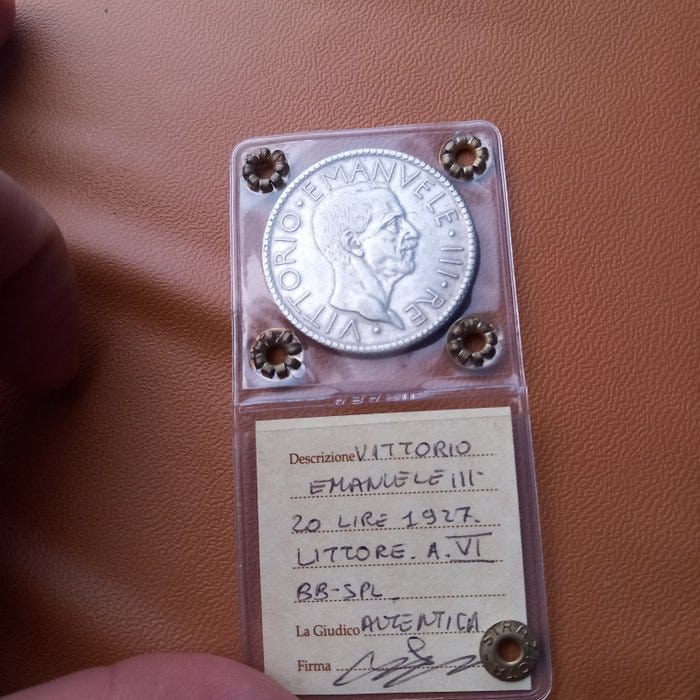 VITTORIO · EMANVELE · III · RE ·
Descrizione VITTORIO
EMANUELE III-
20 LIRE 1927.
LITTORE. A. VI
BB-SPL.
La Giudico AUTENTICA
Firma